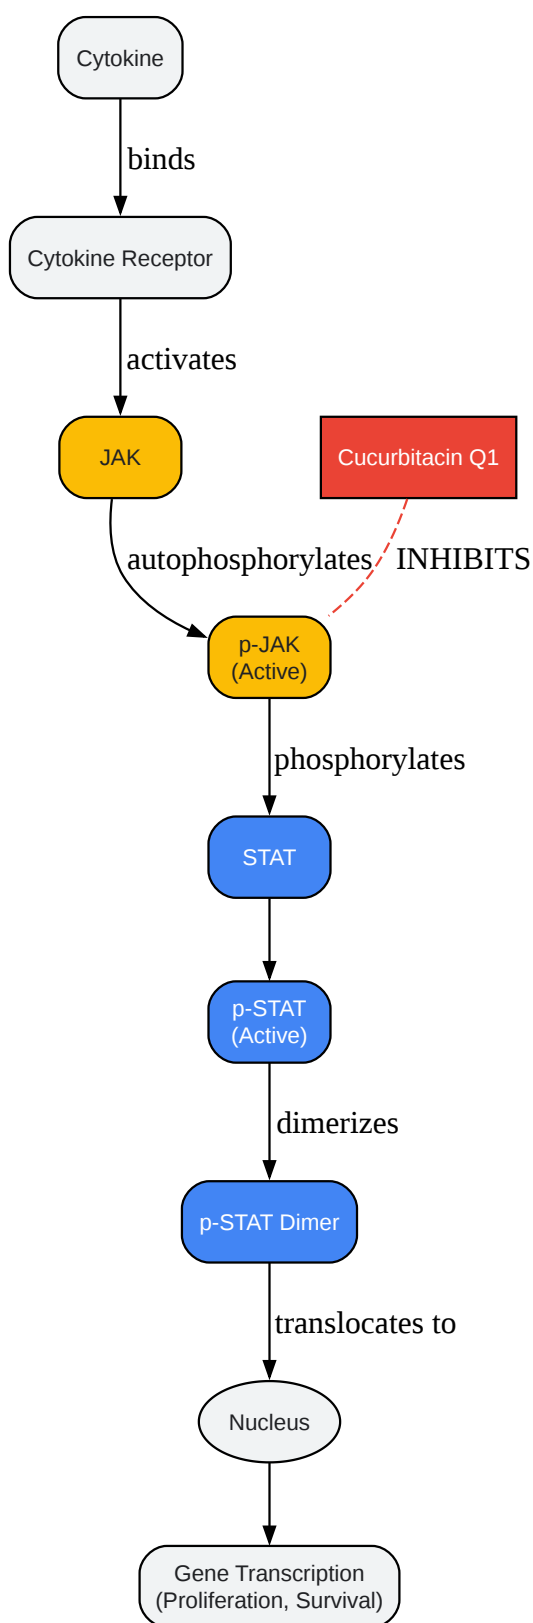 Cytokine
binds
Cytokine Receptor
activates
JAK
Cucurbitacin Q1
autophosphorylates
INHIBITS
p-JAK
(Active)
phosphorylates
STAT
p-STAT
(Active)
dimerizes
p-STAT Dimer
translocates to
Nucleus
Gene Transcription
(Proliferation, Survival)